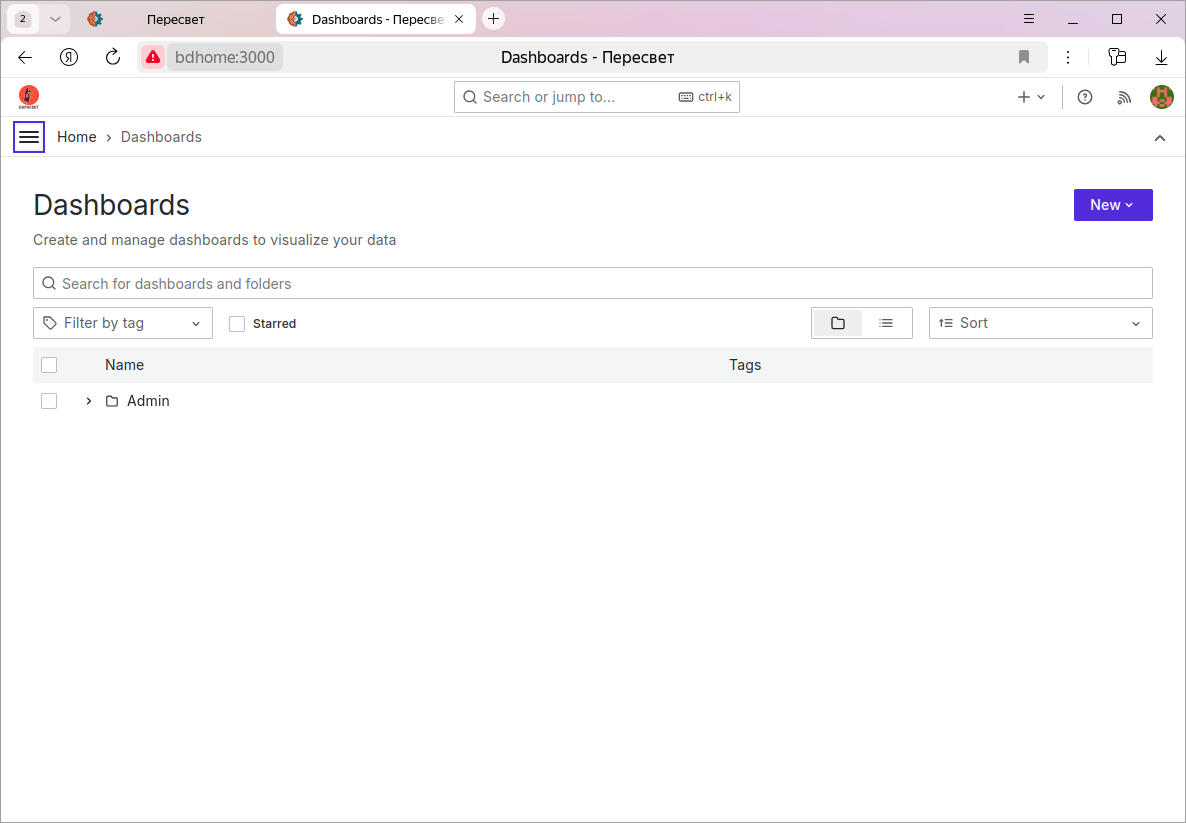 2
Пересвет
Dashboards - Пересве
Я
bdhome:3000
Dashboards - Пересвет
Search or jump to...
ctrl+k
Home
Dashboards
Dashboards
New
Create and manage dashboards to visualize your data
Search for dashboards and folders
Filter by tag
Starred
Sort
Name
Tags
Admin